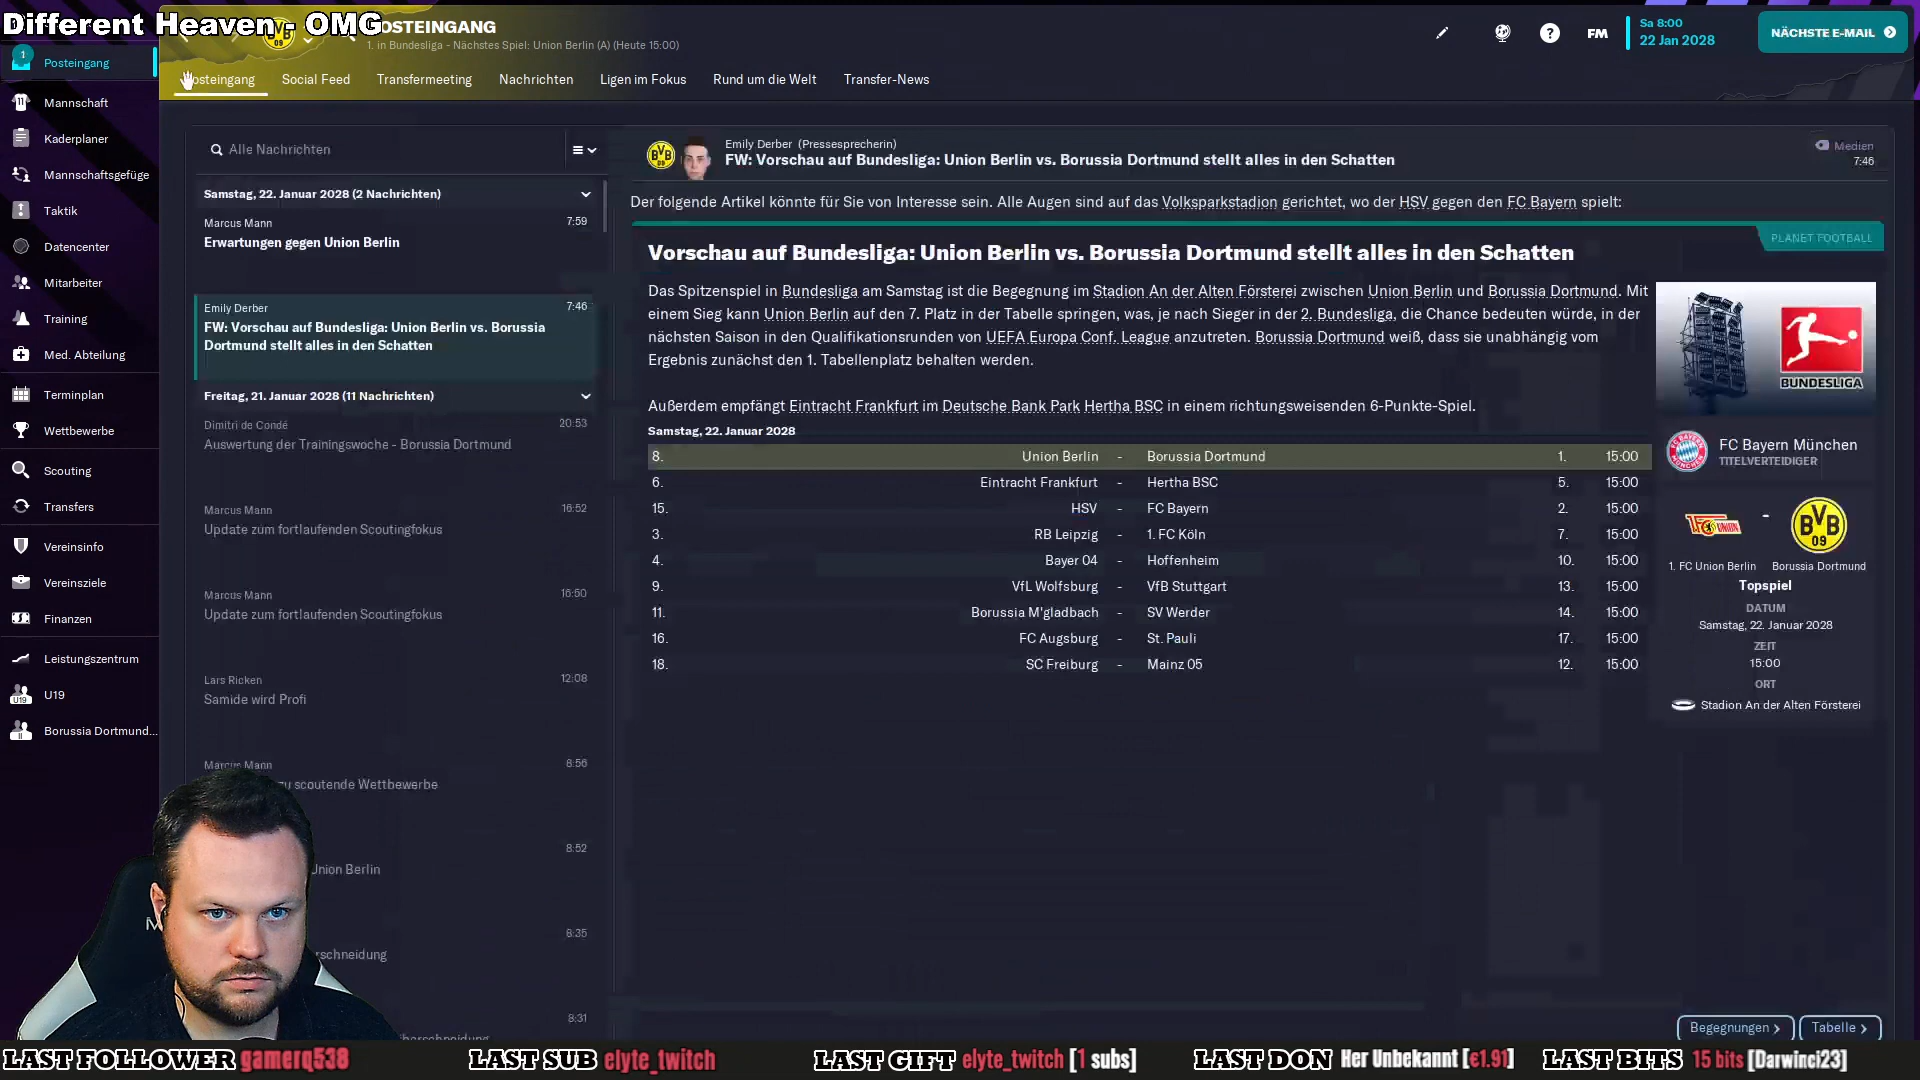 Different Heaven - OMG
OSTEINGANG
1. in Bundesliga - Nächstes Spiel: Union Berlin (A) (Heute 15:00)
FM
Sa 8:00
22 Jan 2028
NÄCHSTE E-MAIL
osteingang
Social Feed
Transfermeeting
Nachrichten
Ligen im Fokus
Rund um die Welt
Transfer-News
1
Posteingang
Mannschaft
Kaderplaner
Mannschaftsgefüge
Taktik
Datencenter
Mitarbeiter
Training
Med. Abteilung
Terminplan
Wettbewerbe
Scouting
Transfers
Vereinsinfo
Vereinsziele
Finanzen
Leistungszentrum
U19
Borussia Dortmund...
Alle Nachrichten
Samstag, 22. Januar 2028 (2 Nachrichten)
Marcus Mann 7:59
Erwartungen gegen Union Berlin
Emily Derber 7:46
FW: Vorschau auf Bundesliga: Union Berlin vs. Borussia
Dortmund stellt alles in den Schatten
Freitag, 21. Januar 2028 (11 Nachrichten)
Dimitri de Condé 20:53
Auswertung der Trainingswoche - Borussia Dortmund
Marcus Mann 16:52
Update zum fortlaufenden Scoutingfokus
Marcus Mann 16:50
Update zum fortlaufenden Scoutingfokus
Lars Ricken 12:08
Samide wird Profi
Marcus Mann 8:56
zu scoutende Wettbewerbe
8:52
Union Berlin
8:35
rschneidung
8:31
berschneidung
Emily Derber (Pressesprecherin)
FW: Vorschau auf Bundesliga: Union Berlin vs. Borussia Dortmund stellt alles in den Schatten
Medien
7:46
Der folgende Artikel könnte für Sie von Interesse sein. Alle Augen sind auf das Volksparkstadion gerichtet, wo der HSV gegen den FC Bayern spielt:
PLANET FOOTBALL
Vorschau auf Bundesliga: Union Berlin vs. Borussia Dortmund stellt alles in den Schatten
Das Spitzenspiel in Bundesliga am Samstag ist die Begegnung im Stadion An der Alten Försterei zwischen Union Berlin und Borussia Dortmund. Mit
einem Sieg kann Union Berlin auf den 7. Platz in der Tabelle springen, was, je nach Sieger in der 2. Bundesliga, die Chance bedeuten würde, in der
nächsten Saison in den Qualifikationsrunden von UEFA Europa Conf. League anzutreten. Borussia Dortmund weiß, dass sie unabhängig vom
Ergebnis zunächst den 1. Tabellenplatz behalten werden.
Außerdem empfängt Eintracht Frankfurt im Deutsche Bank Park Hertha BSC in einem richtungsweisenden 6-Punkte-Spiel.
Samstag, 22. Januar 2028
8. Union Berlin - Borussia Dortmund 1. 15:00
6. Eintracht Frankfurt - Hertha BSC 5. 15:00
15. HSV - FC Bayern 2. 15:00
3. RB Leipzig - 1. FC Köln 7. 15:00
4. Bayer 04 - Hoffenheim 10. 15:00
9. VfL Wolfsburg - VfB Stuttgart 13. 15:00
11. Borussia M'gladbach - SV Werder 14. 15:00
16. FC Augsburg - St. Pauli 17. 15:00
18. SC Freiburg - Mainz 05 12. 15:00
BUNDESLIGA
FC Bayern München
TITELVERTEIDIGER
-
BVB
09
1. FC Union Berlin
Borussia Dortmund
Topspiel
DATUM
Samstag, 22. Januar 2028
ZEIT
15:00
ORT
Stadion An der Alten Försterei
Begegnungen
Tabelle
LAST FOLLOWER gamerq538
LAST SUB elyte_twitch
LAST GIFT elyte_twitch [1 subs]
LAST DON Her Unbekannt [€1.91]
LAST BITS 15 bits [Darwinci23]